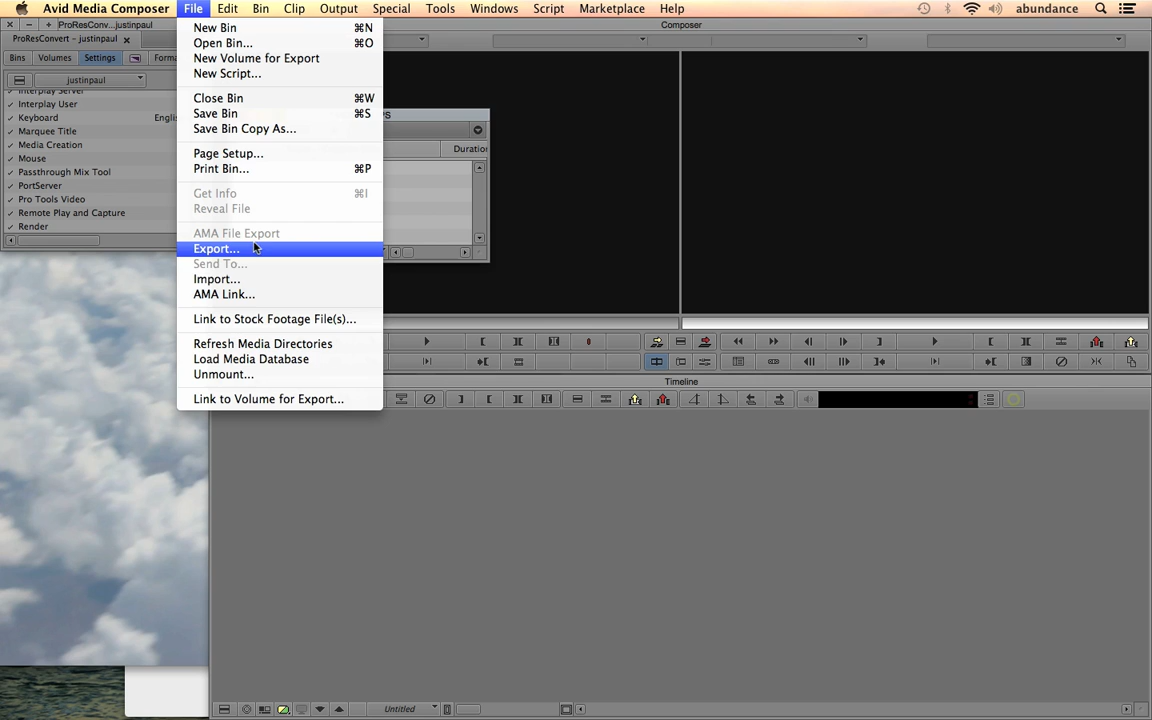 Avid Media Composer File Edit Bin Clip Output Special Tools Windows Script Marketplace Help abundance
ProResConv...justinpaul Composer
ProResConvert - justinpaul
Bins Volumes Settings Forma
justinpaul
Interplay Server
Interplay User
Keyboard Englis
Marquee Title
Media Creation
Mouse
Passthrough Mix Tool
PortServer
Pro Tools Video
Remote Play and Capture
Render
New Bin ⌘N
Open Bin... ⌘O
New Volume for Export
New Script...
Close Bin ⌘W
Save Bin ⌘S
Save Bin Copy As...
Page Setup...
Print Bin... ⌘P
Get Info ⌘I
Reveal File
AMA File Export
Export...
Send To...
Import...
AMA Link...
Link to Stock Footage File(s)...
Refresh Media Directories
Load Media Database
Unmount...
Link to Volume for Export...
Duration
Timeline
Untitled